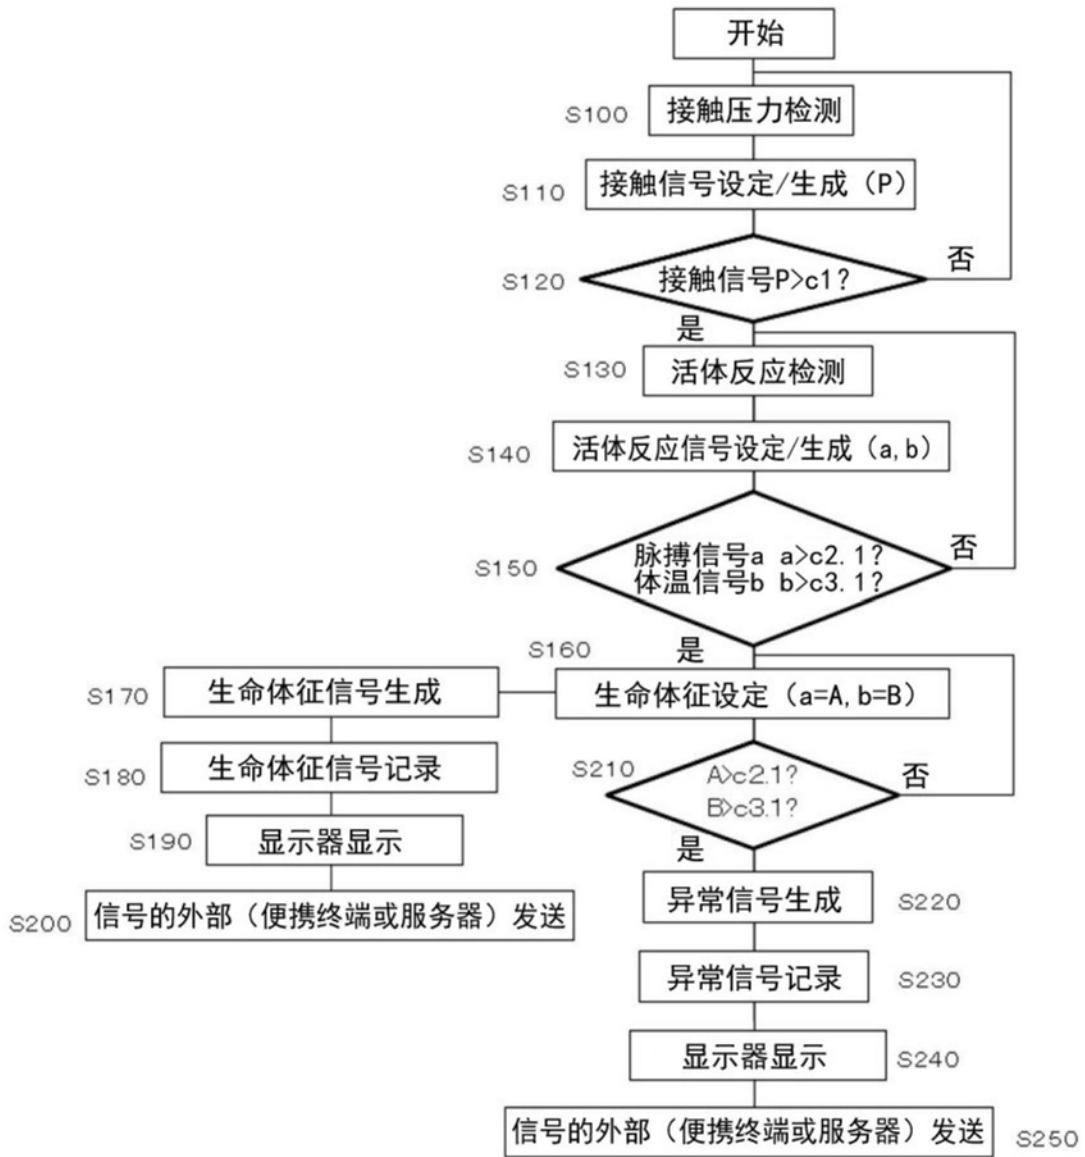 开始
S100
接触压力检测
S110
接触信号设定/生成（P）
S120
接触信号P>c1?
否
是
S130
活体反应检测
S140
活体反应信号设定/生成（a,b）
S150
脉搏信号a a>c2.1?
体温信号b b>c3.1?
否
是
S160
生命体征设定（a=A,b=B）
S170
生命体征信号生成
S180
生命体征信号记录
S190
显示器显示
S200
信号的外部（便携终端或服务器）发送
S210
A>c2.1?
B>c3.1?
否
是
异常信号生成
S220
异常信号记录
S230
显示器显示
S240
信号的外部（便携终端或服务器）发送
S250